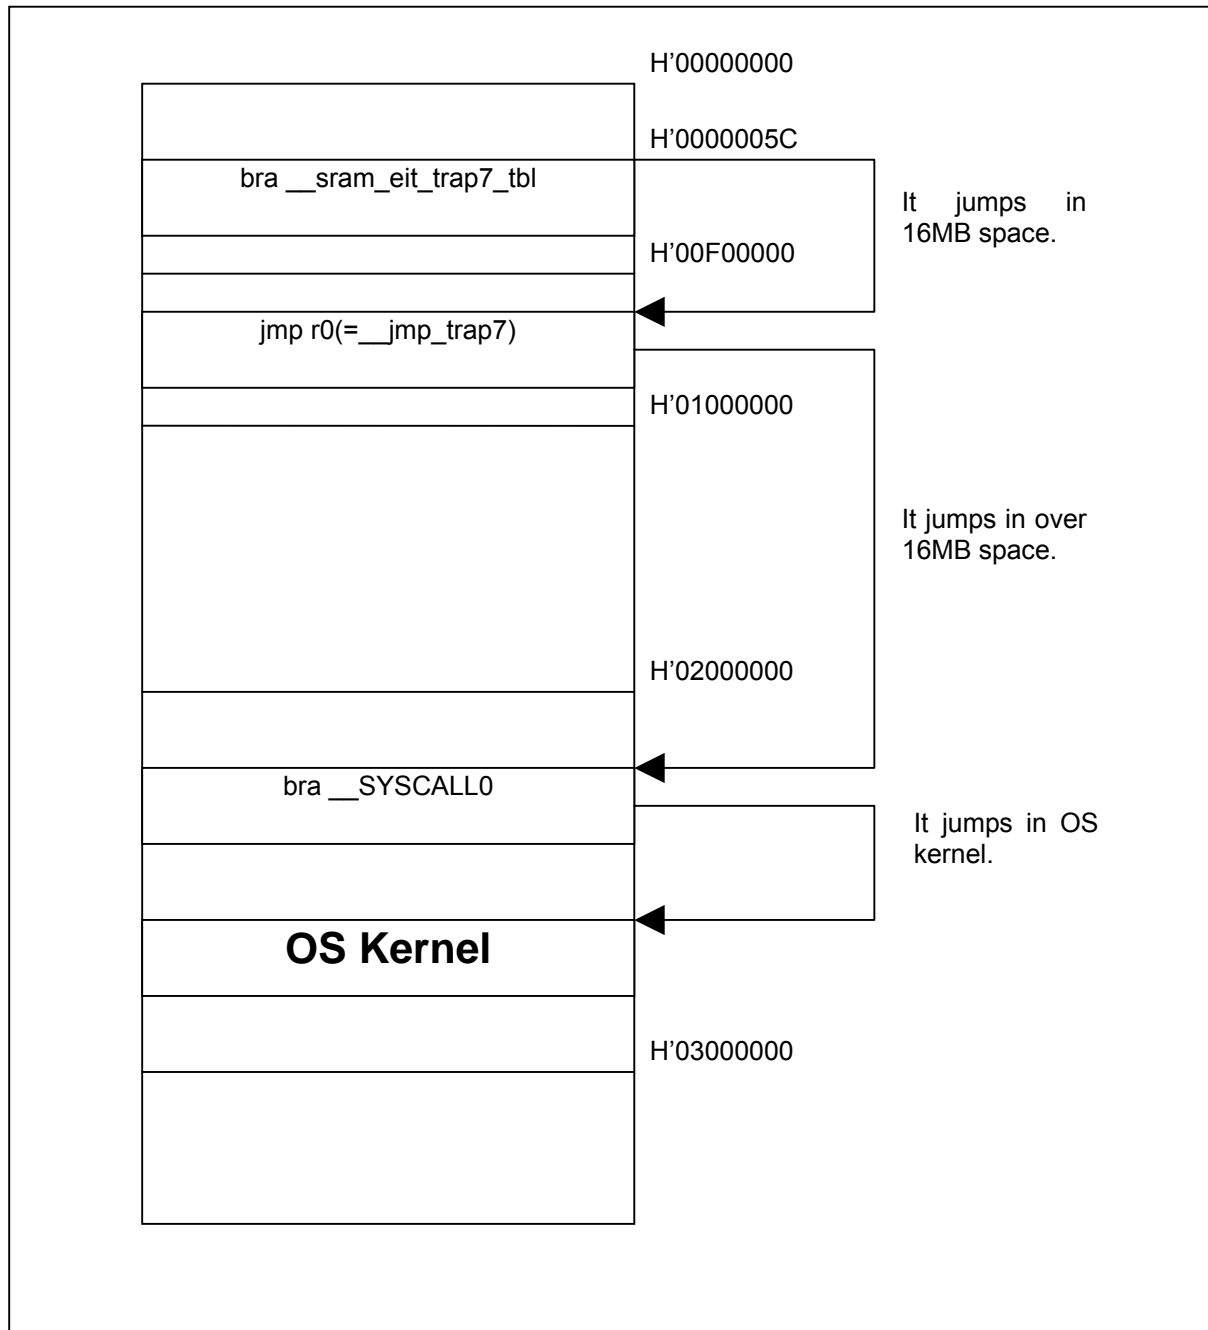 H’00000000
H’0000005C
bra __sram_eit_trap7_tbl
It jumps in
16MB space.
H’00F00000
jmp r0(=__jmp_trap7)
H’01000000
It jumps in over
16MB space.
H’02000000
bra __SYSCALL0
It jumps in OS
kernel.
OS Kernel
H’03000000